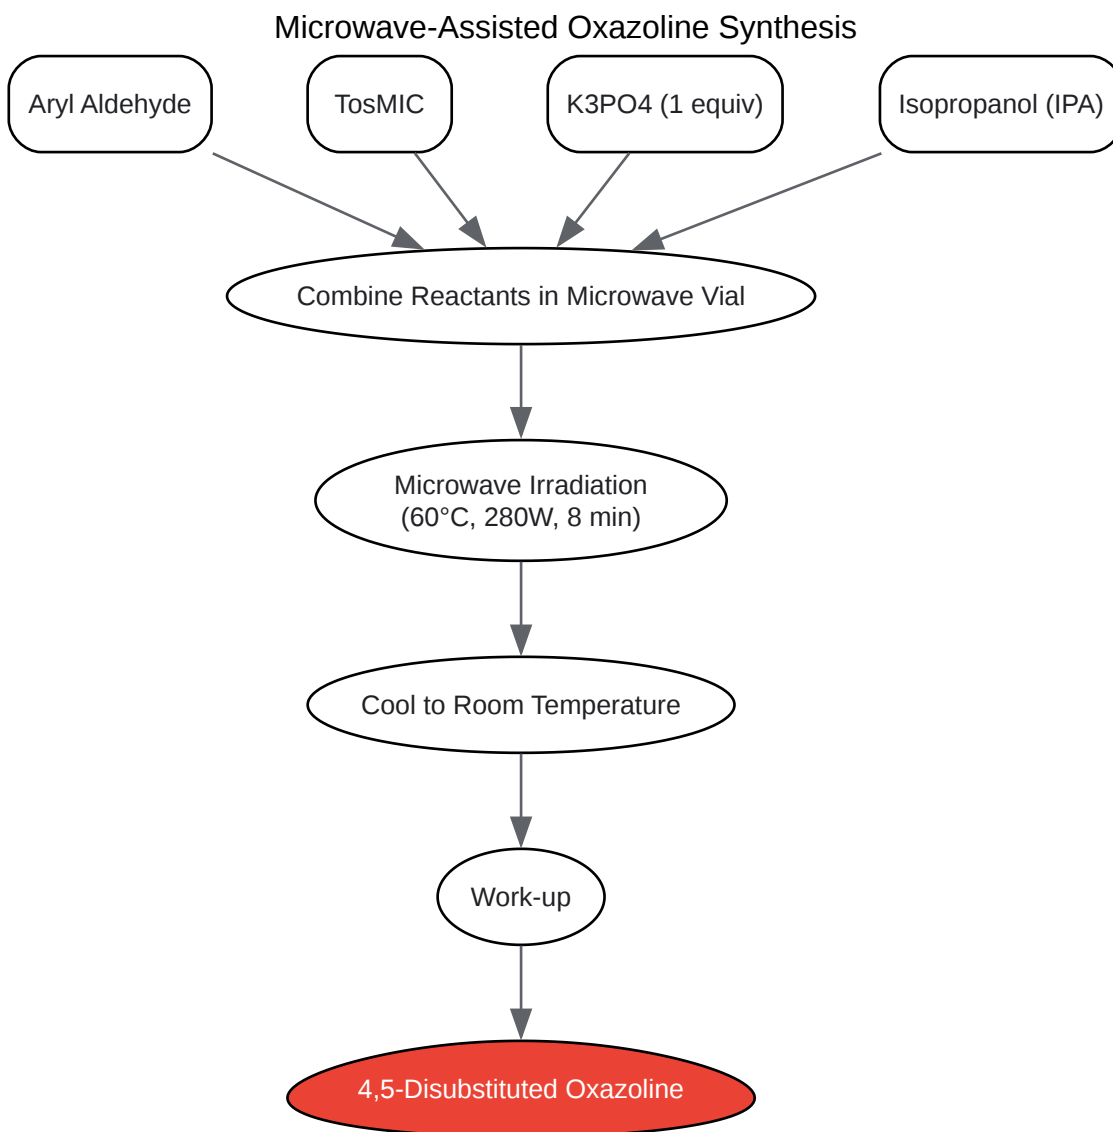 Microwave-Assisted Oxazoline Synthesis
Aryl Aldehyde
TosMIC
K3PO4 (1 equiv)
Isopropanol (IPA)
Combine Reactants in Microwave Vial
Microwave Irradiation
(60°C, 280W, 8 min)
Cool to Room Temperature
Work-up
4,5-Disubstituted Oxazoline